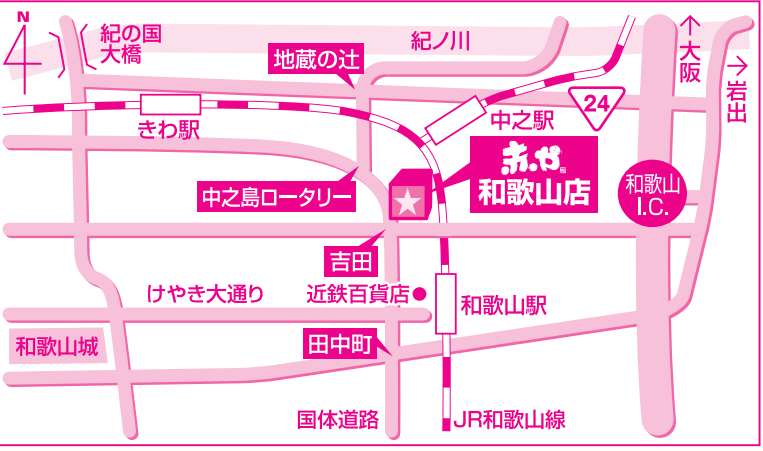 N
紀の国
大橋
地蔵の辻
紀ノ川
↑大阪
→岩出
きわ駅
中之駅
24
中之島ロータリー
和歌山店
和歌山
I.C.
吉田
けやき大通り
近鉄百貨店
和歌山駅
和歌山城
田中町
国体道路
JR和歌山線